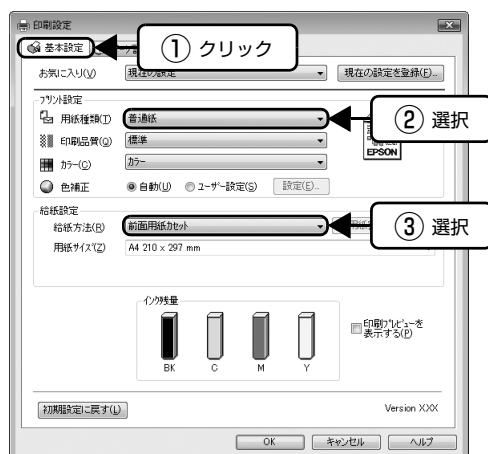 印刷設定
基本設定
① クリック
お気に入り(V)
現在の設定
現在の設定を登録(F)...
プリント設定
用紙種類(T)
普通紙
② 選択
印刷品質(Q)
標準
EPSON
カラー(C)
カラー
色補正
自動(U)
ユーザー設定(S)
設定(E)...
給紙設定
給紙方法(R)
前面用紙カセット
③ 選択
用紙サイズ(Z)
A4 210 x 297 mm
インク残量
BK
C
M
Y
印刷プレビューを
表示する(P)
初期設定に戻す(L)
Version X.XX
OK
キャンセル
ヘルプ